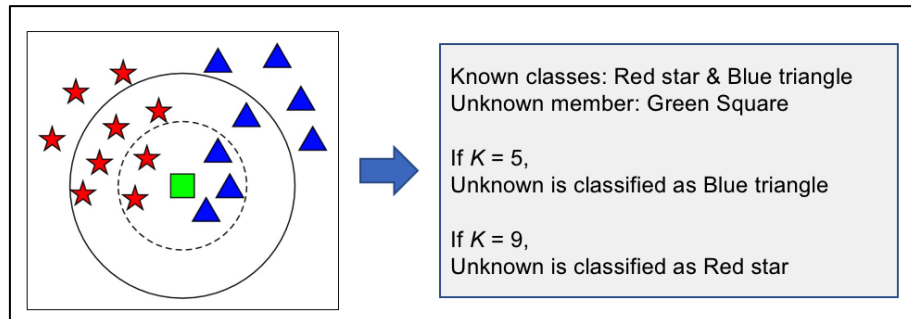 Known classes: Red star & Blue triangle
Unknown member: Green Square
If K = 5,
Unknown is classified as Blue triangle
If K = 9,
Unknown is classified as Red star